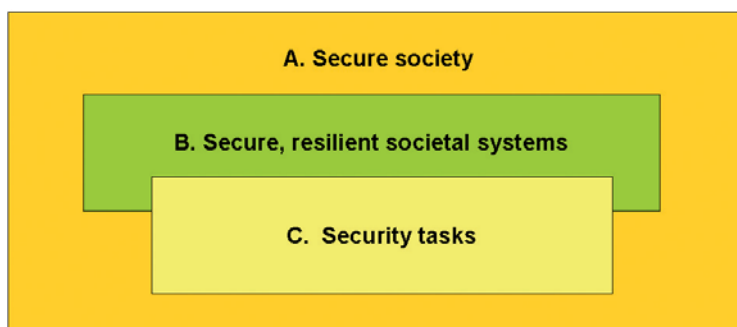 A. Secure society
B. Secure, resilient societal systems
C. Security tasks